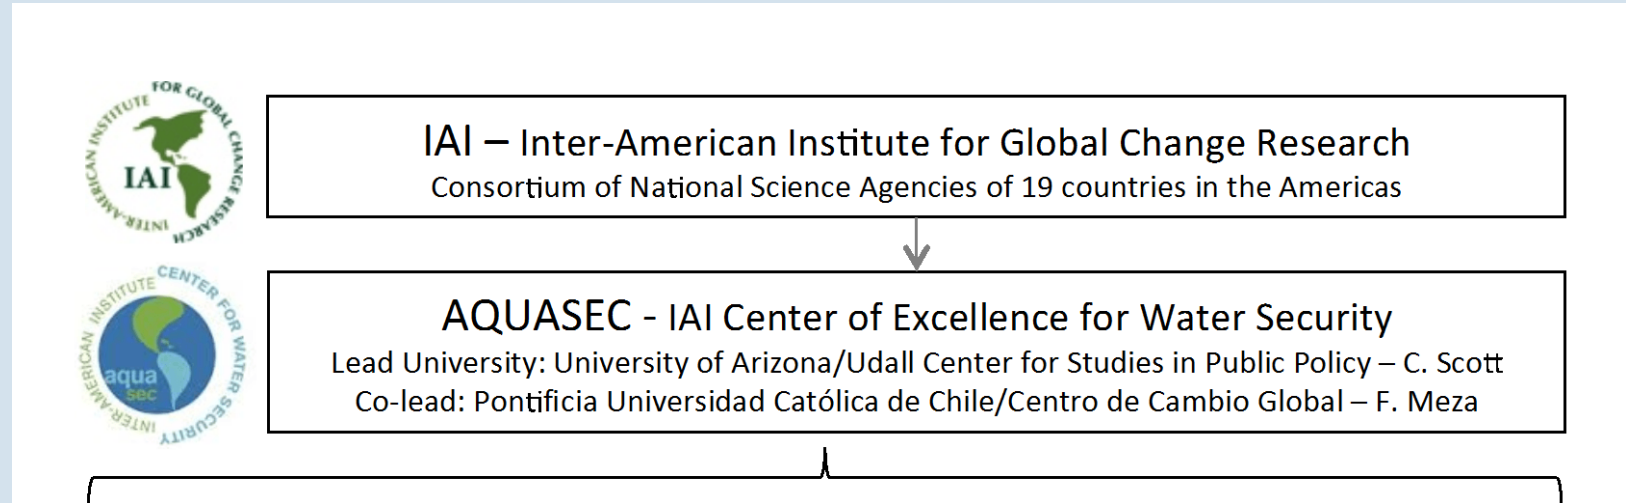 INTER-AMERICAN INSTITUTE FOR GLOBAL CHANGE RESEARCH
IAI
IAI – Inter-American Institute for Global Change Research
Consortium of National Science Agencies of 19 countries in the Americas
INTER-AMERICAN INSTITUTE CENTER FOR WATER SECURITY
aqua
sec
AQUASEC - IAI Center of Excellence for Water Security
Lead University: University of Arizona/Udall Center for Studies in Public Policy – C. Scott
Co-lead: Pontificia Universidad Católica de Chile/Centro de Cambio Global – F. Meza